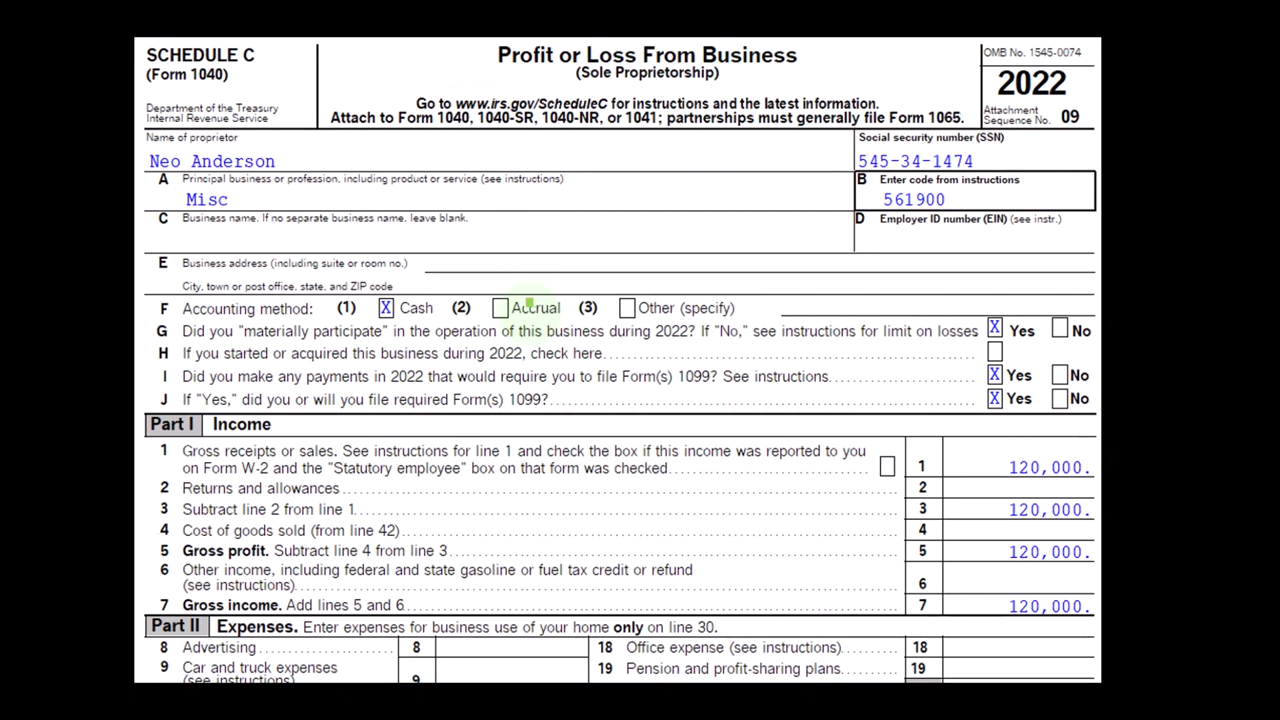 SCHEDULE C
(Form 1040)
Department of the Treasury
Internal Revenue Service
Profit or Loss From Business
(Sole Proprietorship)
Go to www.irs.gov/ScheduleC for instructions and the latest information.
Attach to Form 1040, 1040-SR, 1040-NR, or 1041; partnerships must generally file Form 1065.
OMB No. 1545-0074
2022
Attachment
Sequence No. 09
Name of proprietor
Neo Anderson
Social security number (SSN)
545-34-1474
A Principal business or profession, including product or service (see instructions)
Misc
B Enter code from instructions
561900
C Business name. If no separate business name, leave blank.
D Employer ID number (EIN) (see instr.)
E Business address (including suite or room no.)
City, town or post office, state, and ZIP code
F Accounting method: (1) X Cash (2) Accrual (3) Other (specify)
G Did you "materially participate" in the operation of this business during 2022? If "No," see instructions for limit on losses X Yes No
H If you started or acquired this business during 2022, check here
I Did you make any payments in 2022 that would require you to file Form(s) 1099? See instructions X Yes No
J If "Yes," did you or will you file required Form(s) 1099? X Yes No
Part I Income
1 Gross receipts or sales. See instructions for line 1 and check the box if this income was reported to you
on Form W-2 and the "Statutory employee" box on that form was checked 1 120,000.
2 Returns and allowances 2
3 Subtract line 2 from line 1 3 120,000.
4 Cost of goods sold (from line 42) 4
5 Gross profit. Subtract line 4 from line 3 5 120,000.
6 Other income, including federal and state gasoline or fuel tax credit or refund
(see instructions) 6
7 Gross income. Add lines 5 and 6 7 120,000.
Part II Expenses. Enter expenses for business use of your home only on line 30.
8 Advertising 8 18 Office expense (see instructions) 18
9 Car and truck expenses 19 Pension and profit-sharing plans 19
(see instructions) 9